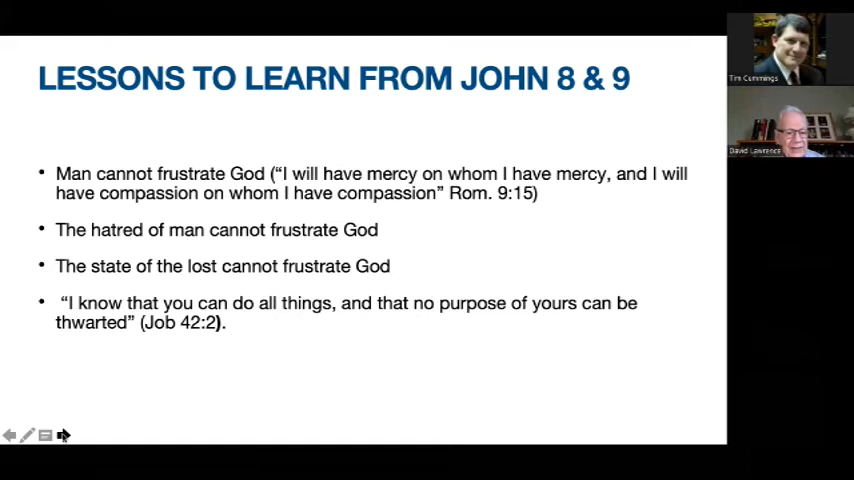 LESSONS TO LEARN FROM JOHN 8 & 9
• Man cannot frustrate God (“I will have mercy on whom I have mercy, and I will
have compassion on whom I have compassion” Rom. 9:15)
• The hatred of man cannot frustrate God
• The state of the lost cannot frustrate God
• “I know that you can do all things, and that no purpose of yours can be
thwarted” (Job 42:2).
Tim Cummings
David Lawrence